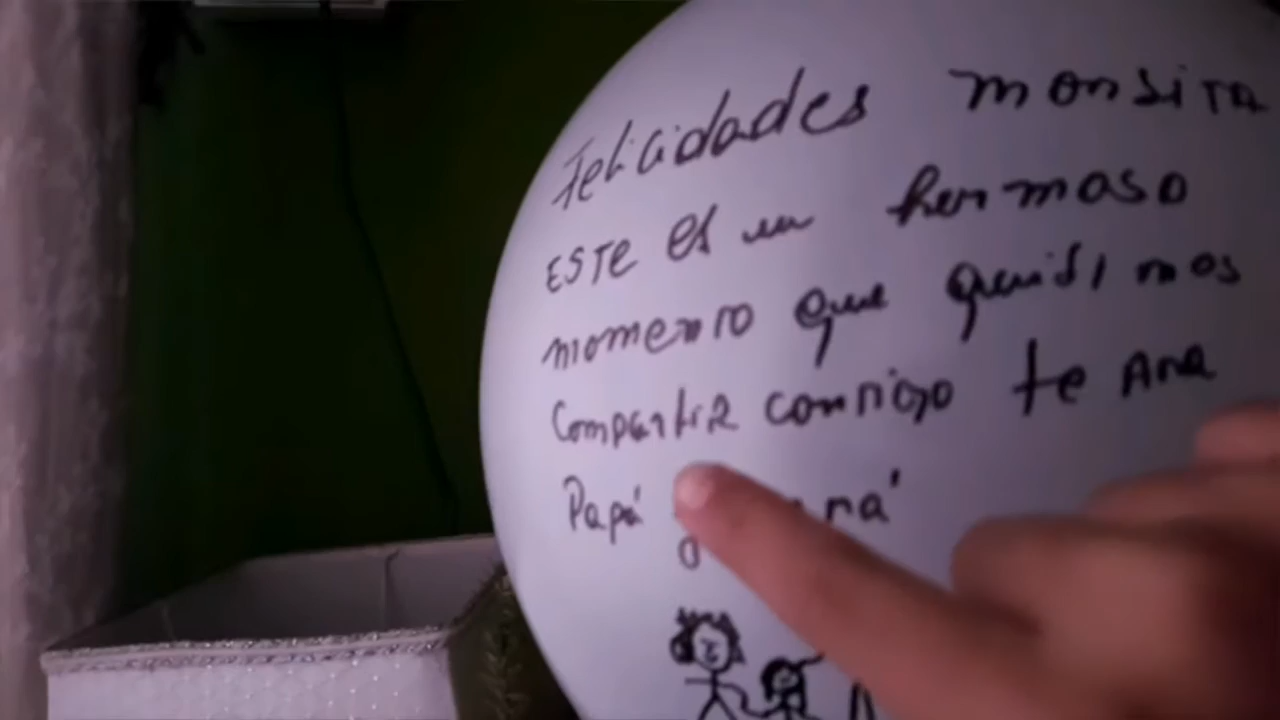 Felicidades monsita
Este es un hermoso
momento que quisimos
Compartir contigo te Ama
Papá